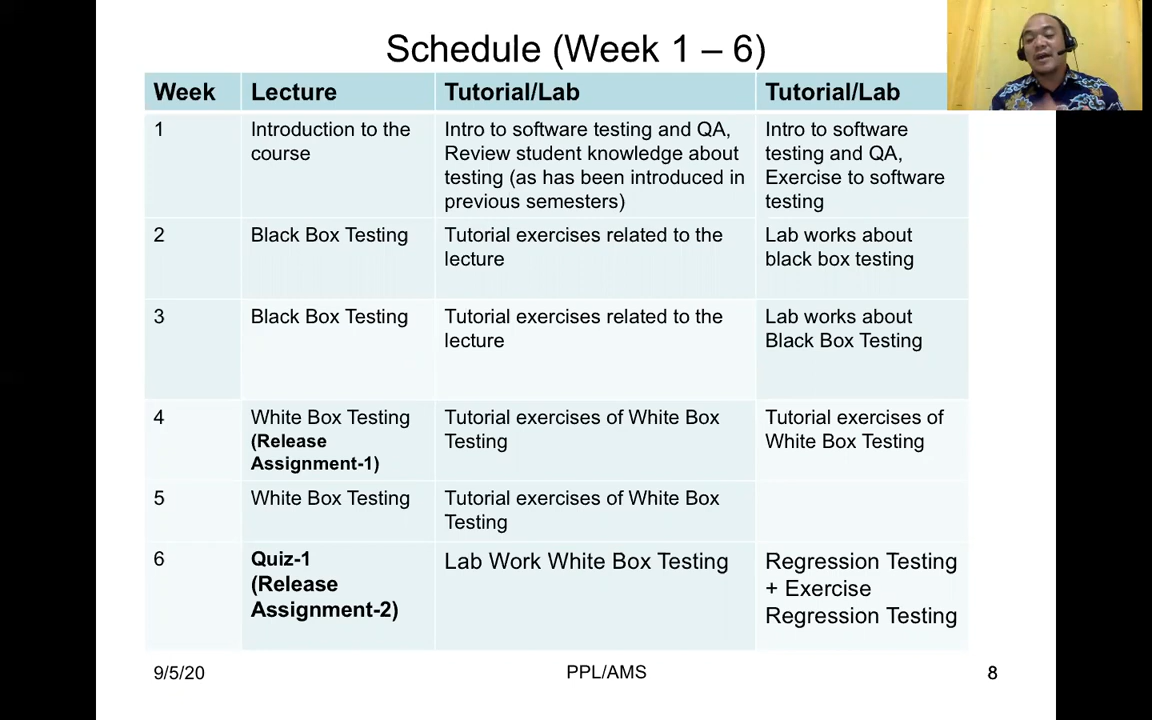 Schedule (Week 1 – 6)
Week Lecture Tutorial/Lab Tutorial/Lab
1
Introduction to the
course
Intro to software testing and QA,
Review student knowledge about
testing (as has been introduced in
previous semesters)
Intro to software
testing and QA,
Exercise to software
testing
2
Black Box Testing
Tutorial exercises related to the
lecture
Lab works about
black box testing
3
Black Box Testing
Tutorial exercises related to the
lecture
Lab works about
Black Box Testing
4
White Box Testing
(Release
Assignment-1)
Tutorial exercises of White Box
Testing
Tutorial exercises of
White Box Testing
5
White Box Testing
Tutorial exercises of White Box
Testing
6
Quiz-1
(Release
Assignment-2)
Lab Work White Box Testing
Regression Testing
+ Exercise
Regression Testing
9/5/20 PPL/AMS 8